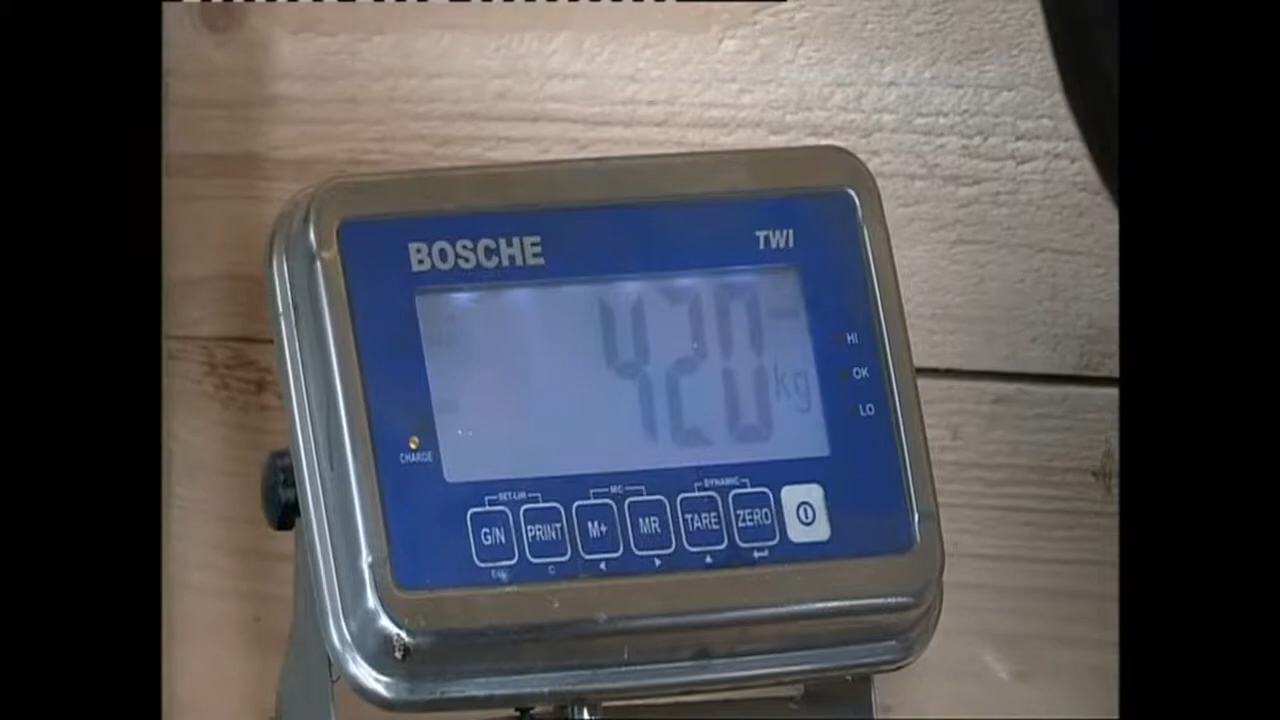 BOSCHE TWI
420 kg
HI
OK
LO
CHARGE
SET-LIM MC DYNAMIC
G/N PRINT M+ MR TARE ZERO
C